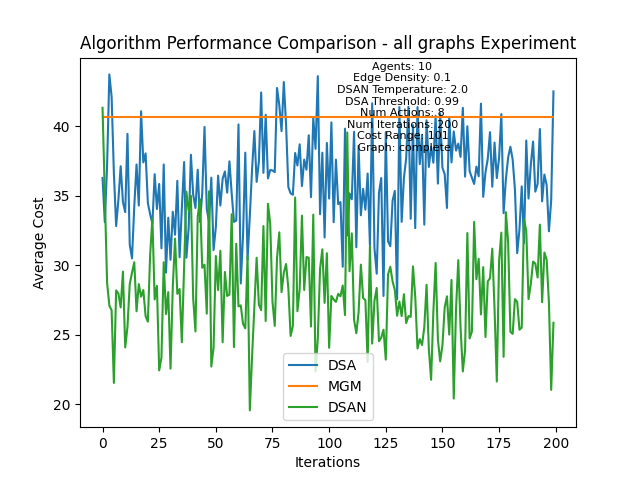 Algorithm Performance Comparison - all graphs Experiment
Agents: 10
Edge Density: 0.1
DSAN Temperature: 2.0
DSA Threshold: 0.99
Num Actions: 8
Num Iterations: 200
Cost Range: 101
Graph: complete
Average Cost
40
35
30
25
20
DSA
MGM
DSAN
0
25
50
75
100
125
150
175
200
Iterations